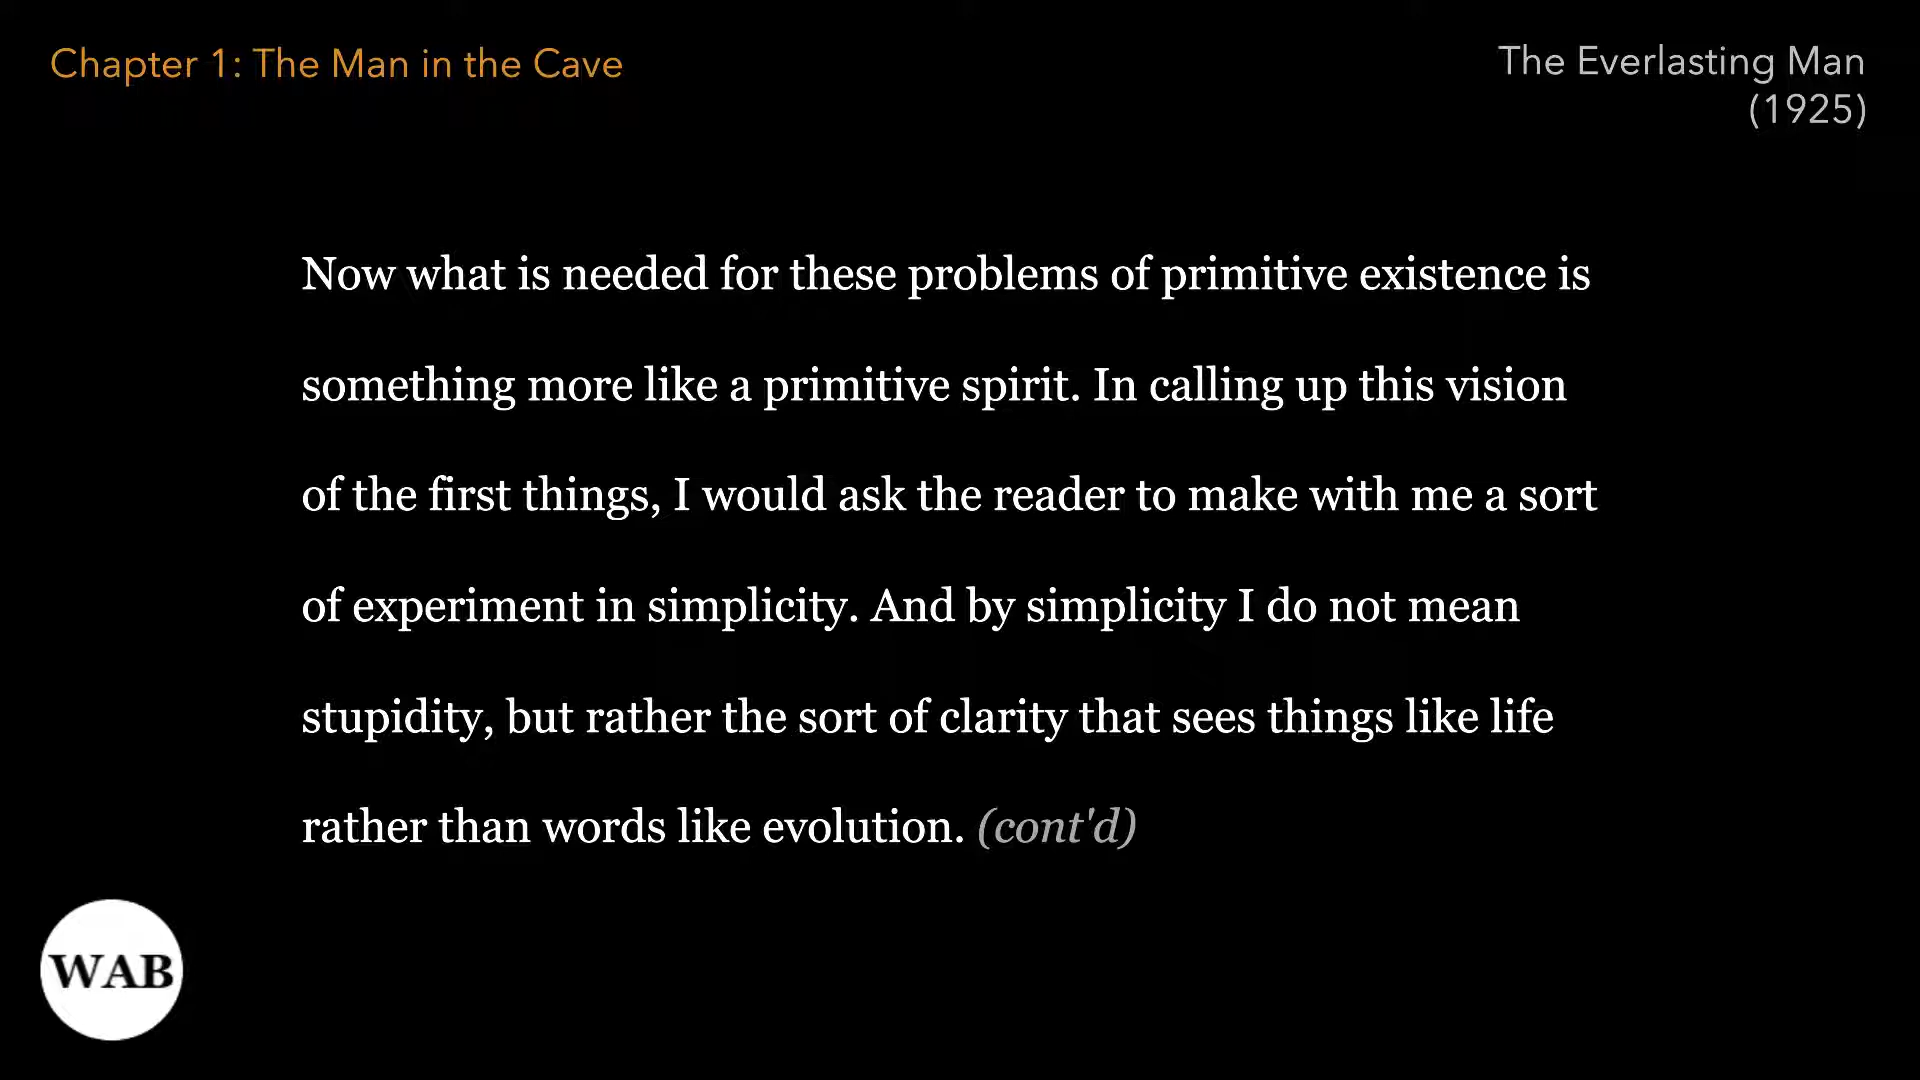 Chapter 1: The Man in the Cave
The Everlasting Man
(1925)
Now what is needed for these problems of primitive existence is
something more like a primitive spirit. In calling up this vision
of the first things, I would ask the reader to make with me a sort
of experiment in simplicity. And by simplicity I do not mean
stupidity, but rather the sort of clarity that sees things like life
rather than words like evolution. (cont'd)
WAB